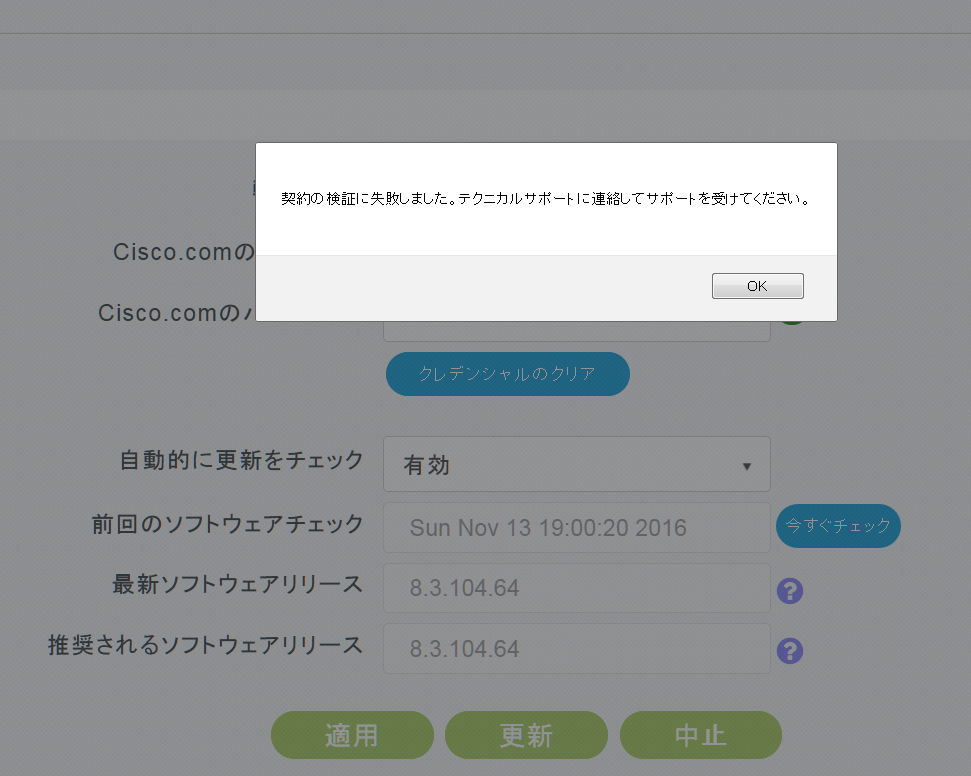 契約の検証に失敗しました。テクニカルサポートに連絡してサポートを受けてください。
OK
Cisco.comの
Cisco.comの
クレデンシャルのクリア
自動的に更新をチェック 有効
前回のソフトウェアチェック Sun Nov 13 19:00:20 2016 今すぐチェック
最新ソフトウェアリリース 8.3.104.64 ?
推奨されるソフトウェアリリース 8.3.104.64 ?
適用 更新 中止